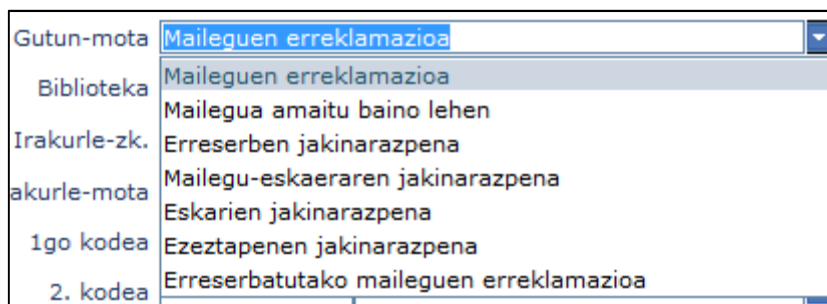 Gutun-mota Maileguen erreklamazioa
Biblioteka Maileguen erreklamazioa
Mailegua amaitu baino lehen
Irakurle-zk. Erreserben jakinarazpena
akurle-mota Mailegu-eskaeraren jakinarazpena
Eskarien jakinarazpena
1go kodea Ezeztapenen jakinarazpena
2. kodea Erreserbatutako maileguen erreklamazioa